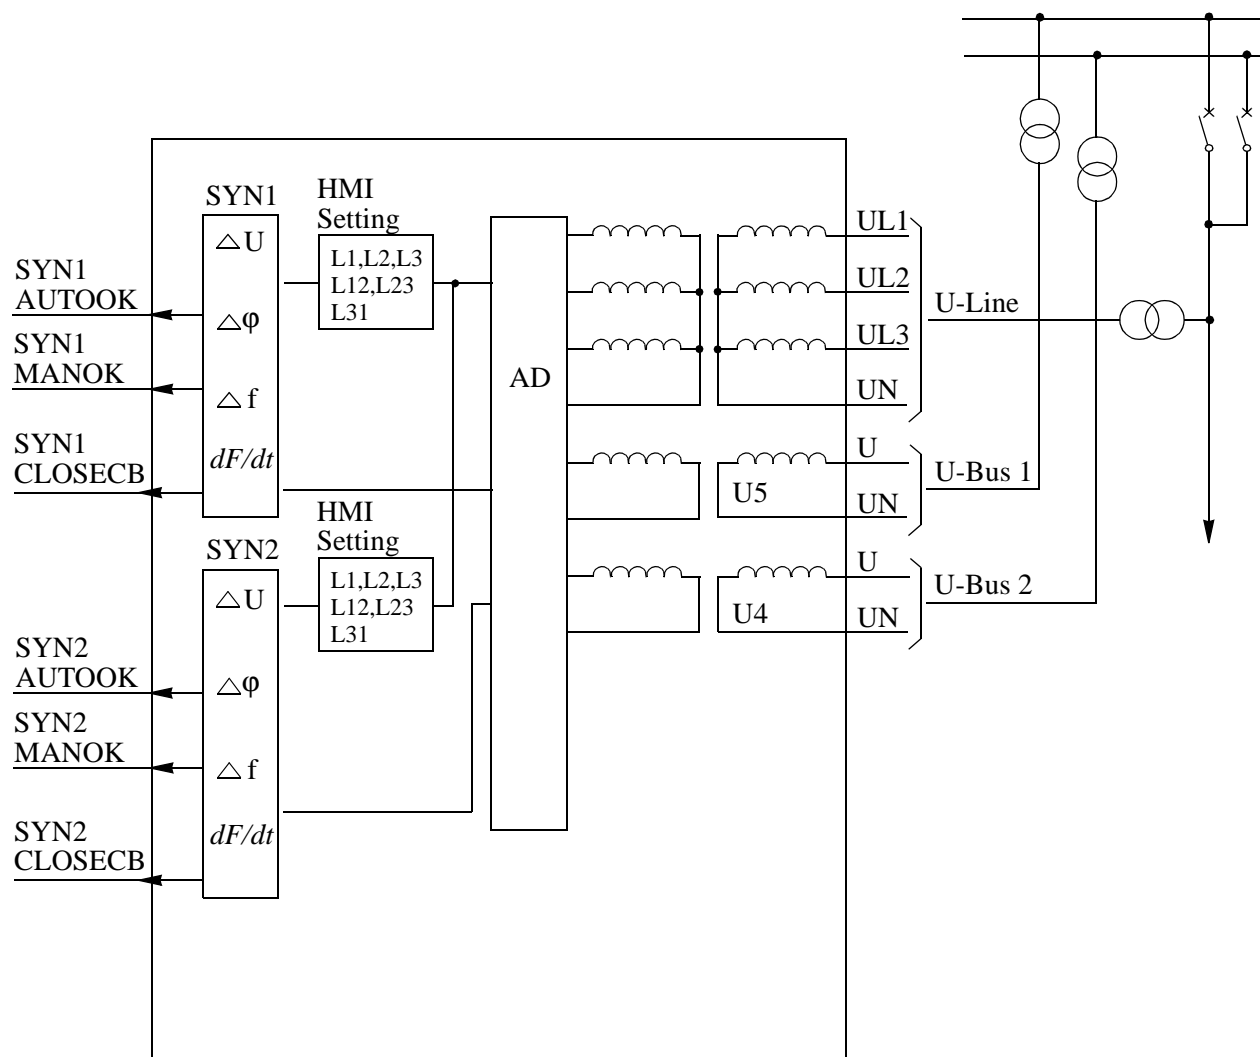 SYN1
AUTOOK
SYN1
MANOK
SYN1
CLOSECB
SYN1
△U
△φ
△f
dF/dt
HMI
Setting
L1,L2,L3
L12,L23
L31
SYN2
AUTOOK
SYN2
MANOK
SYN2
CLOSECB
SYN2
△U
△φ
△f
dF/dt
HMI
Setting
L1,L2,L3
L12,L23
L31
AD
UL1
UL2
UL3
UN
U-Line
U
U5
UN
U-Bus 1
U
U4
UN
U-Bus 2